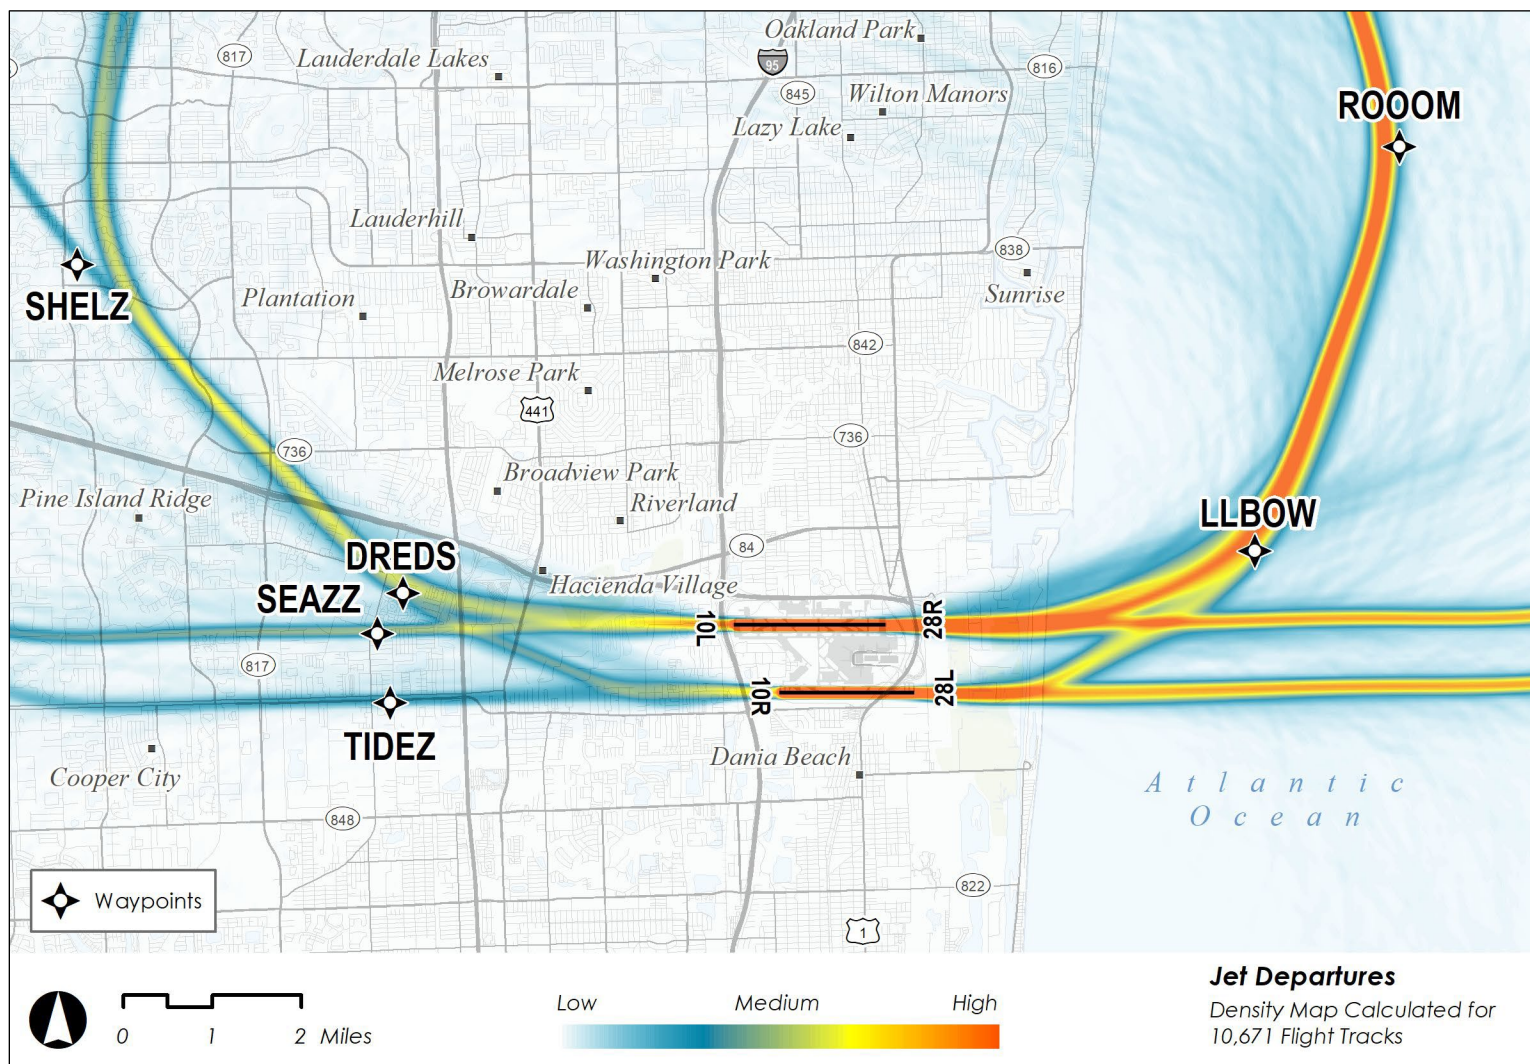 Oakland Park
Lauderdale Lakes
817
95
816
845
Wilton Manors
ROOOM
Lazy Lake
Lauderhill
838
Washington Park
SHELZ
Plantation
Browardale
Sunrise
842
Melrose Park
441
736
736
Broadview Park
Pine Island Ridge
Riverland
LLBOW
84
DREDS
Hacienda Village
SEAZZ
10L
28R
817
10R
28L
TIDEZ
Dania Beach
Cooper City
Atlantic
Ocean
848
822
Waypoints
1
Jet Departures
Low Medium High
Density Map Calculated for
10,671 Flight Tracks
0 1 2 Miles